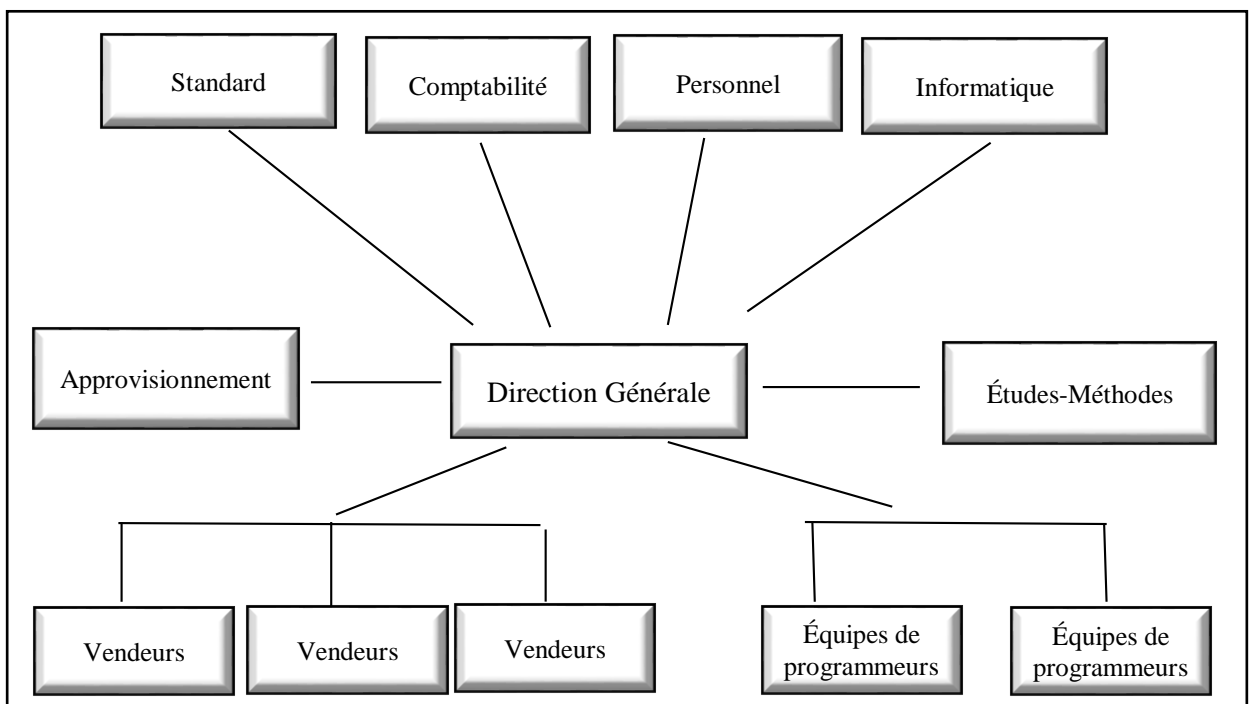 Standard
Comptabilité
Personnel
Informatique
Approvisionnement
Direction Générale
Études-Méthodes
Vendeurs
Vendeurs
Vendeurs
Équipes de
programmeurs
Équipes de
programmeurs